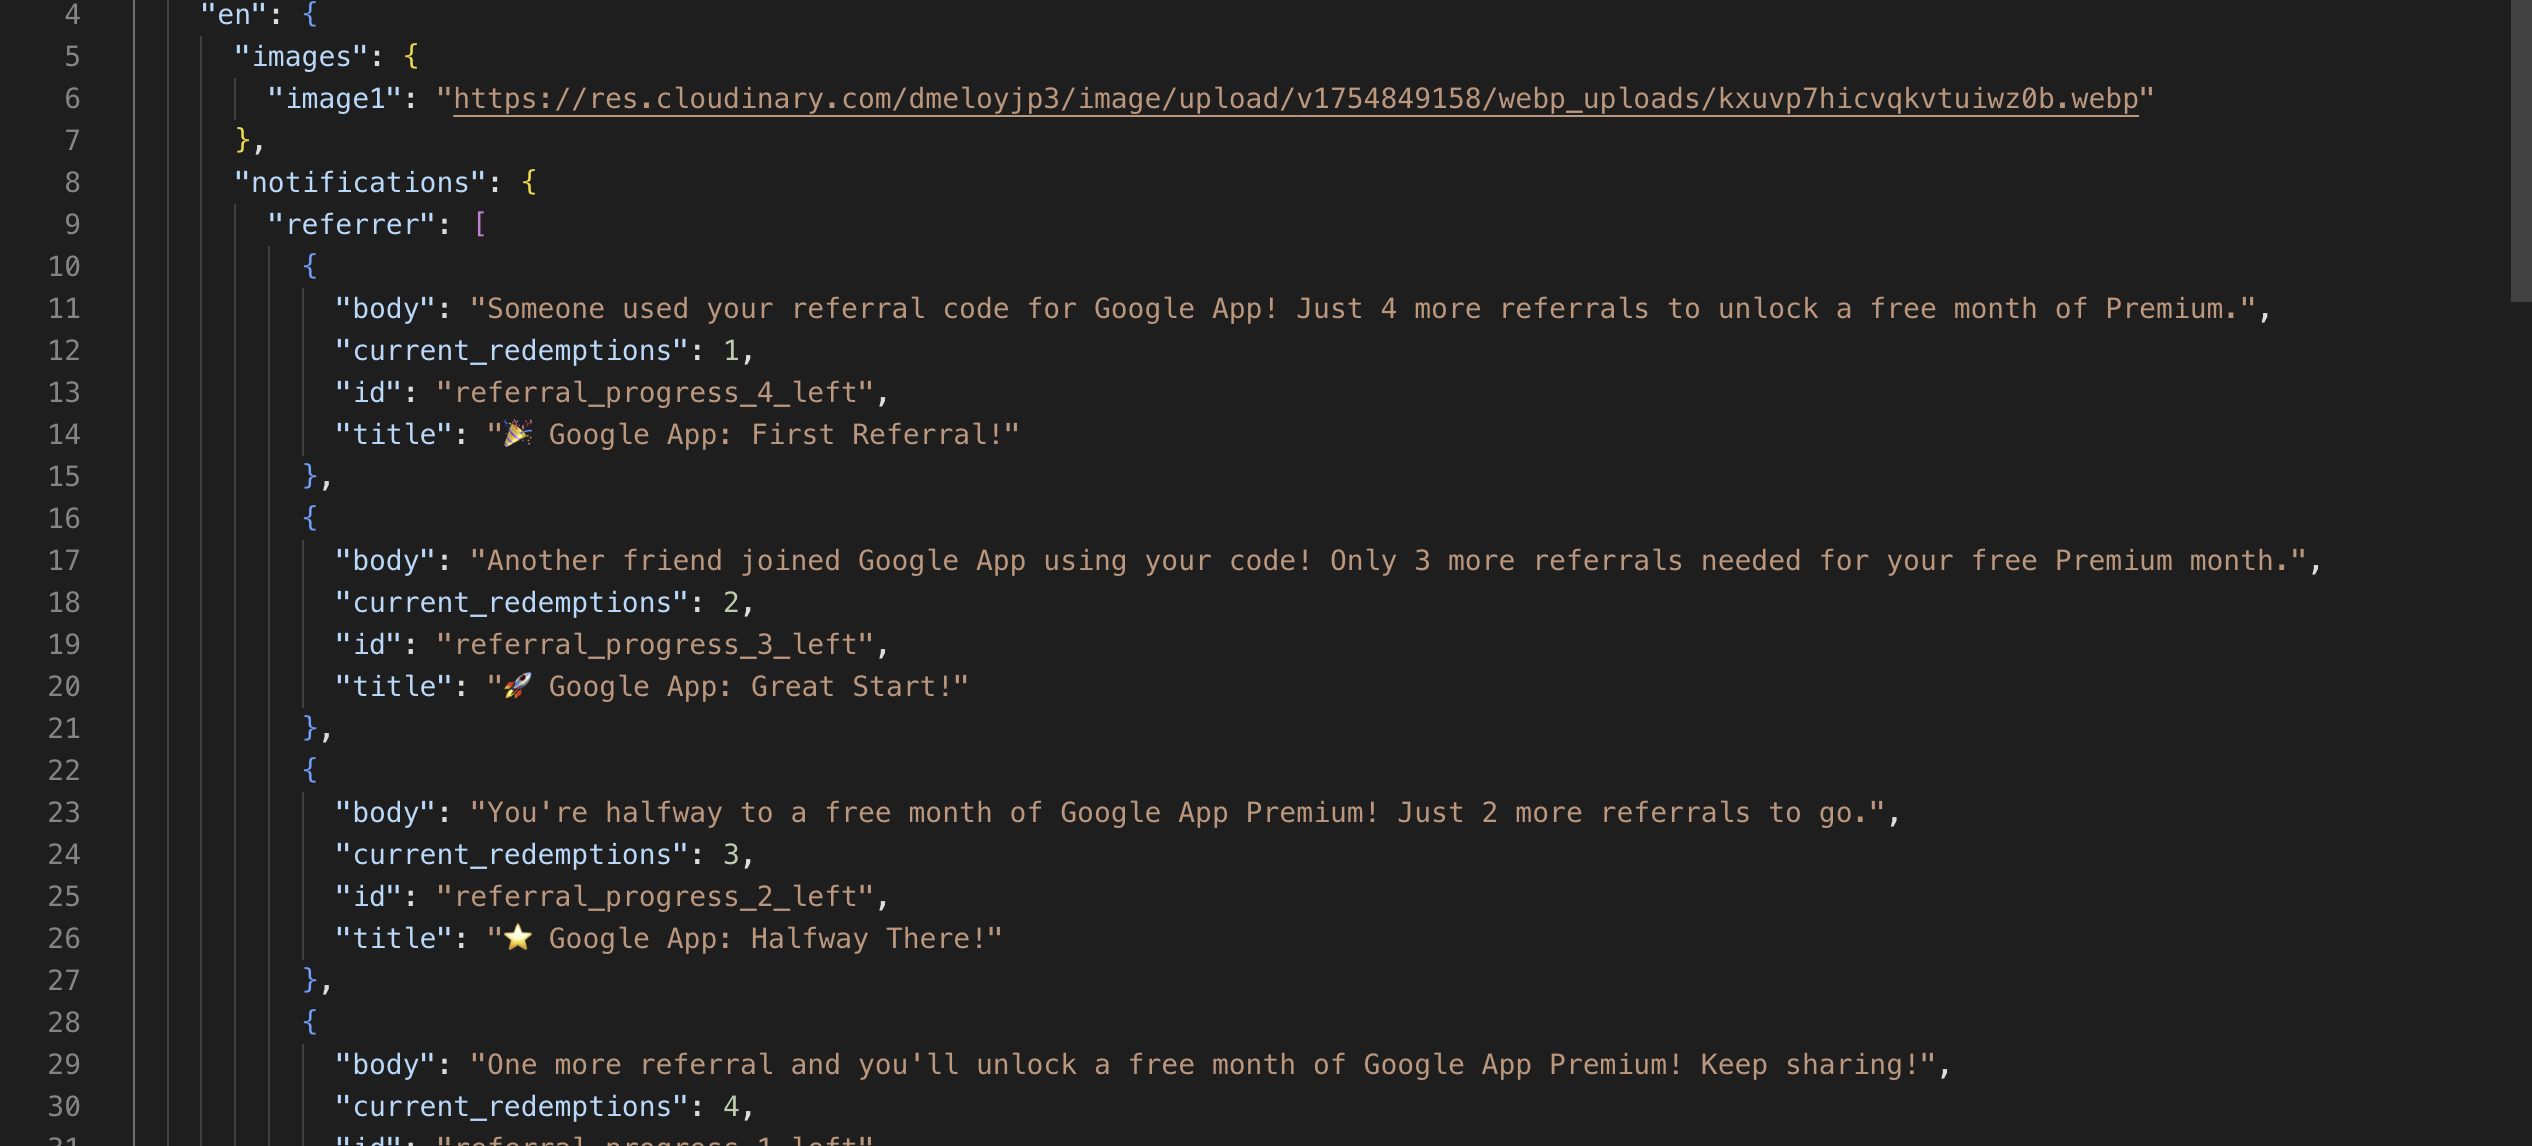 4 "en": {
5 "images": {
6 "image1": "https://res.cloudinary.com/dmeloyjp3/image/upload/v1754849158/webp_uploads/kxuvp7hicvqkvtuiwz0b.webp"
7 },
8 "notifications": {
9 "referrer": [
10 {
11 "body": "Someone used your referral code for Google App! Just 4 more referrals to unlock a free month of Premium.",
12 "current_redemptions": 1,
13 "id": "referral_progress_4_left",
14 "title": "🎉 Google App: First Referral!"
15 },
16 {
17 "body": "Another friend joined Google App using your code! Only 3 more referrals needed for your free Premium month.",
18 "current_redemptions": 2,
19 "id": "referral_progress_3_left",
20 "title": "🚀 Google App: Great Start!"
21 },
22 {
23 "body": "You're halfway to a free month of Google App Premium! Just 2 more referrals to go.",
24 "current_redemptions": 3,
25 "id": "referral_progress_2_left",
26 "title": "⭐ Google App: Halfway There!"
27 },
28 {
29 "body": "One more referral and you'll unlock a free month of Google App Premium! Keep sharing!",
30 "current_redemptions": 4,
31 "id": "referral_progress_1_left"